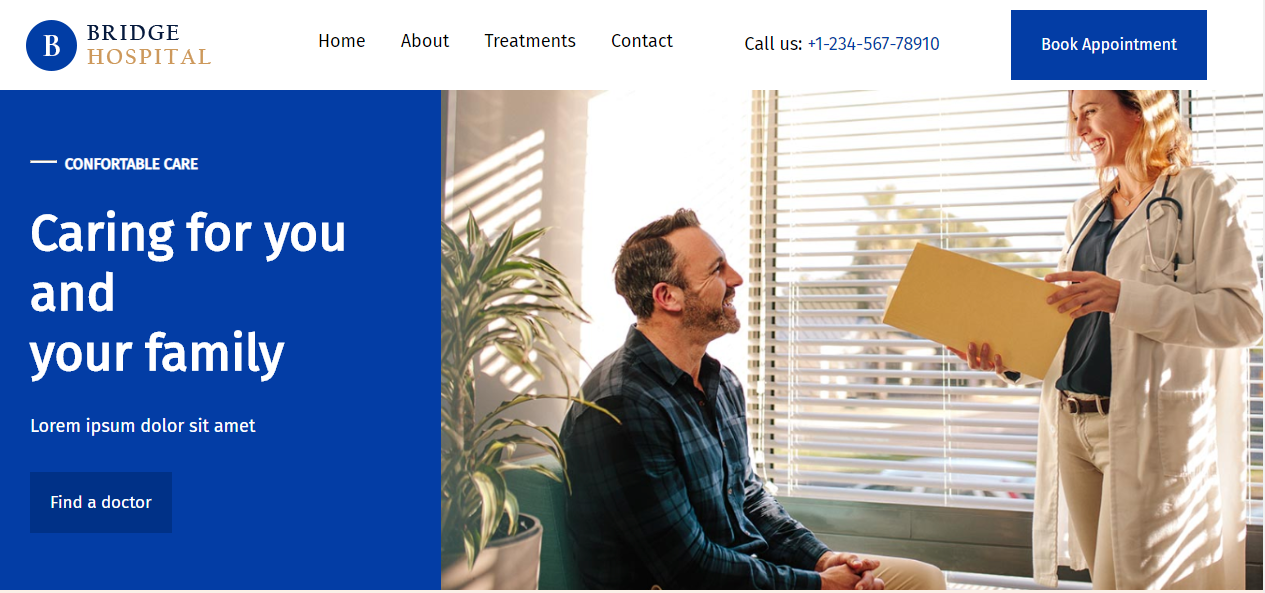 B
BRIDGE
HOSPITAL
Home About Treatments Contact
Call us: +1-234-567-78910
Book Appointment
CONFORTABLE CARE
Caring for you
and
your family
Lorem ipsum dolor sit amet
Find a doctor